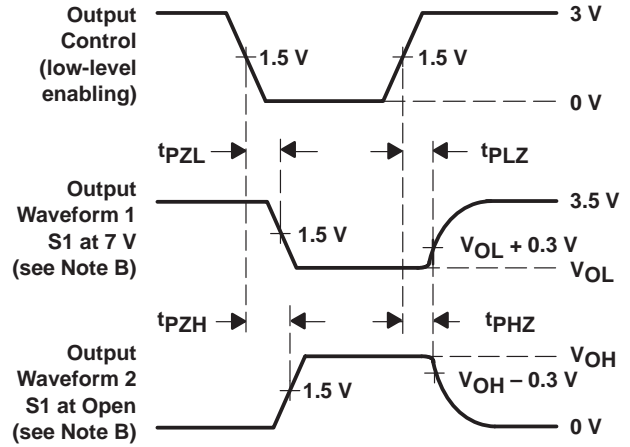 Output
Control
(low-level
enabling)
1.5 V
1.5 V
3 V
0 V
tPZL
tPLZ
Output
Waveform 1
S1 at 7 V
(see Note B)
1.5 V
3.5 V
VOL + 0.3 V
VOL
tPZH
tPHZ
Output
Waveform 2
S1 at Open
(see Note B)
1.5 V
VOH
VOH – 0.3 V
0 V